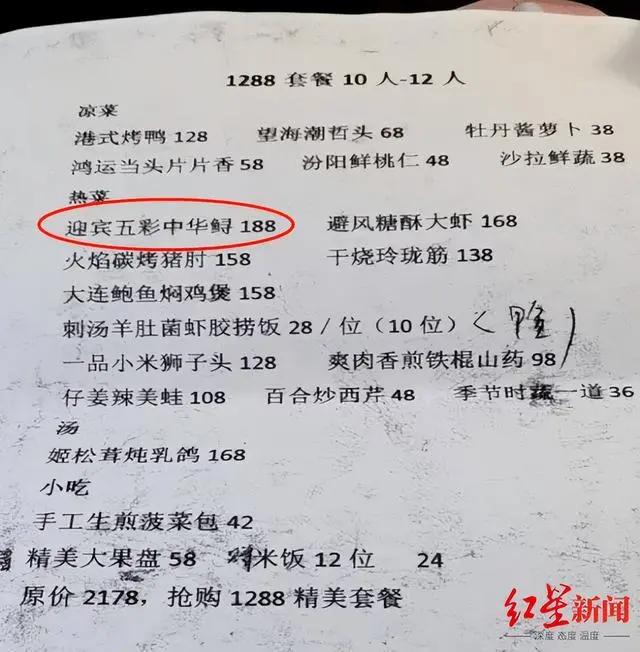 1288 套餐 10 人-12 人
凉菜
港式烤鸭 128 望海潮哲头 68 牡丹酱萝卜 38
鸿运当头片片香 58 汾阳鲜桃仁 48 沙拉鲜蔬 38
热菜
迎宾五彩中华鲟 188 避风糖酥大虾 168
火焰碳烤猪肘 158 干烧玲珑筋 138
大连鲍鱼焖鸡煲 158
刺汤羊肚菌虾胶捞饭 28／位（10 位）
一品小米狮子头 128 爽肉香煎铁棍山药 98
仔姜辣美蛙 108 百合炒西芹 48 季节时蔬一道 36
汤
姬松茸炖乳鸽 168
小吃
手工生煎菠菜包 42
精美大果盘 58 米饭 12 位 24
原价 2178，抢购 1288 精美套餐
红星新闻
深度 态度 温度